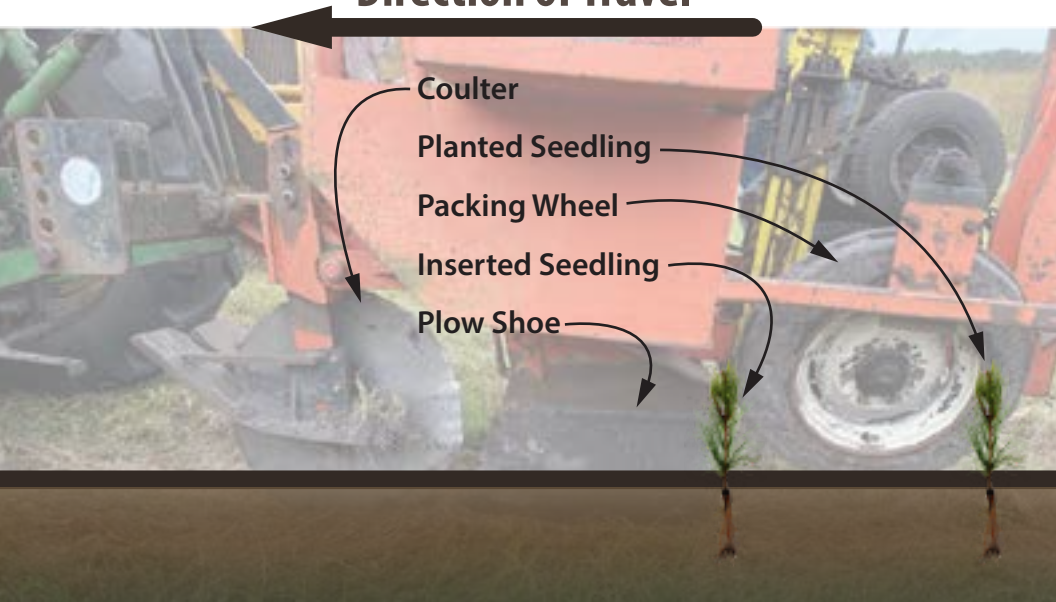 Direction of Travel
Coulter
Planted Seedling
Packing Wheel
Inserted Seedling
Plow Shoe